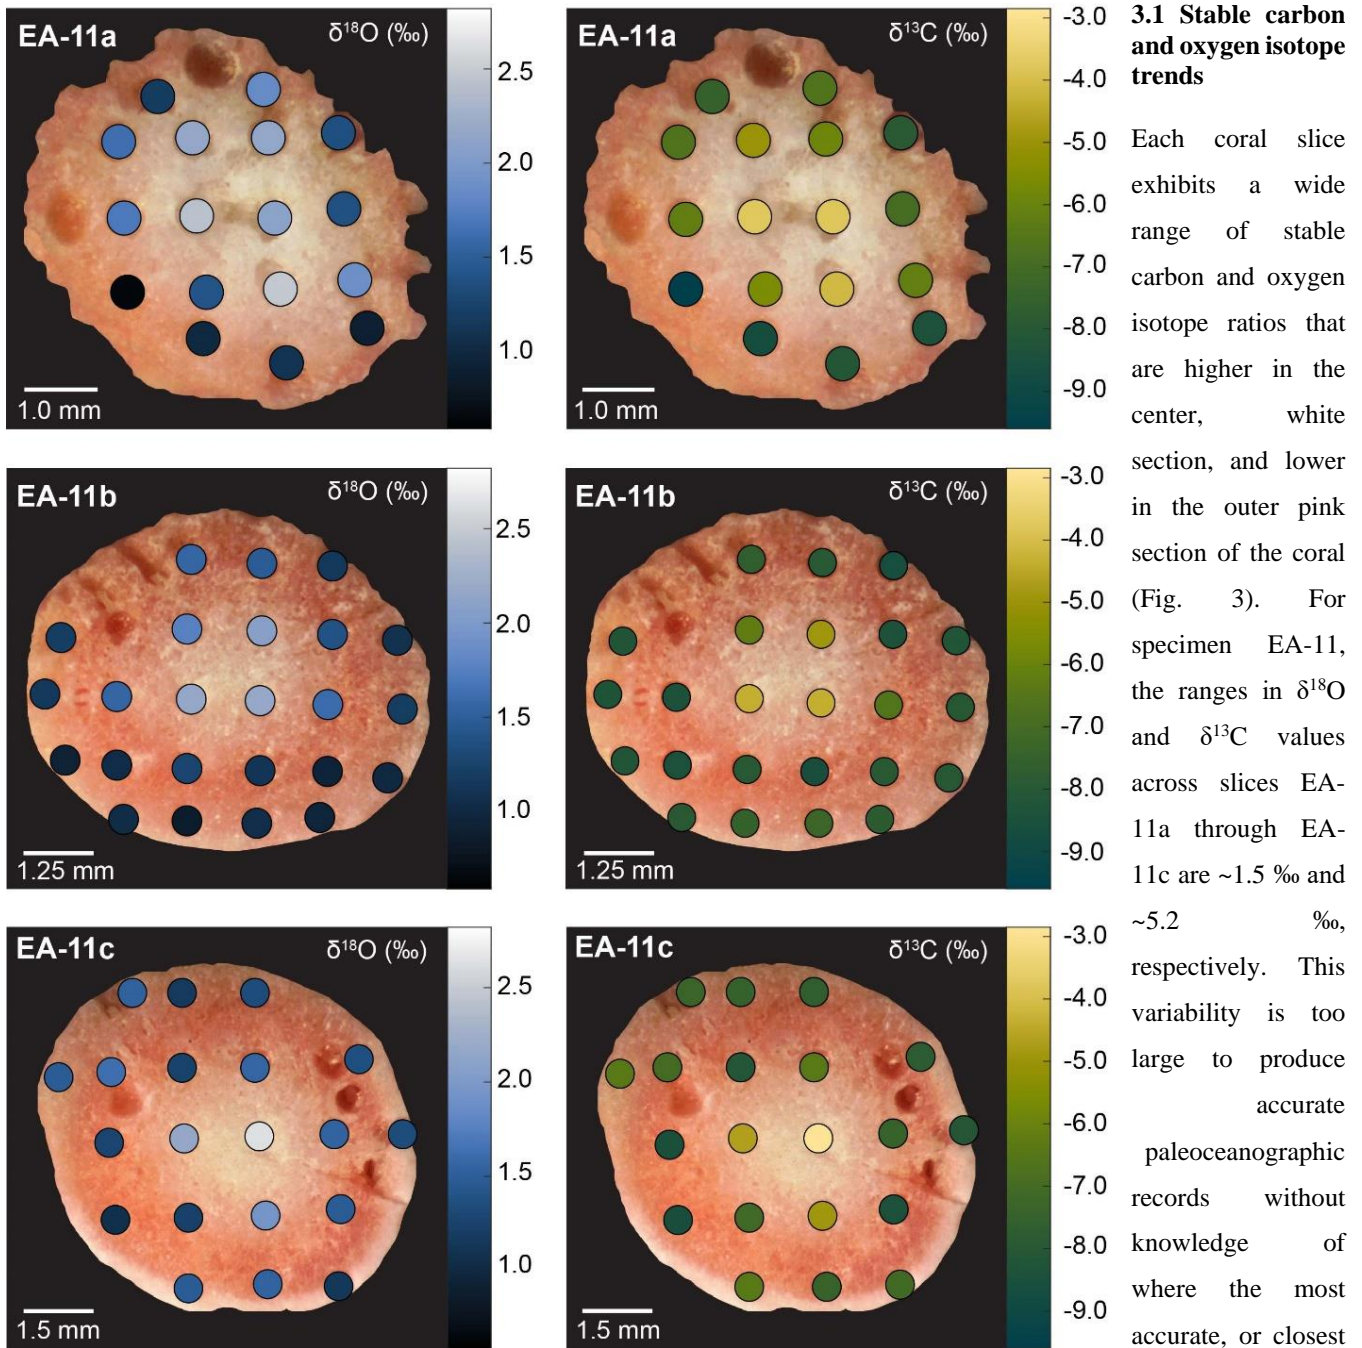 EA-11a
δ¹⁸O (‰)
2.5
2.0
1.5
1.0
1.0 mm
EA-11a
δ¹³C (‰)
-3.0
-4.0
-5.0
-6.0
-7.0
-8.0
-9.0
1.0 mm
EA-11b
δ¹⁸O (‰)
2.5
2.0
1.5
1.0
1.25 mm
EA-11b
δ¹³C (‰)
-3.0
-4.0
-5.0
-6.0
-7.0
-8.0
-9.0
1.25 mm
EA-11c
δ¹⁸O (‰)
2.5
2.0
1.5
1.0
1.5 mm
EA-11c
δ¹³C (‰)
-3.0
-4.0
-5.0
-6.0
-7.0
-8.0
-9.0
1.5 mm
3.1 Stable carbon
and oxygen isotope
trends
Each coral slice
exhibits a wide
range of stable
carbon and oxygen
isotope ratios that
are higher in the
center, white
section, and lower
in the outer pink
section of the coral
(Fig. 3). For
specimen EA-11,
the ranges in δ¹⁸O
and δ¹³C values
across slices EA-
11a through EA-
11c are ~1.5 ‰ and
~5.2 ‰,
respectively. This
variability is too
large to produce
accurate
paleoceanographic
records without
knowledge of
where the most
accurate, or closest